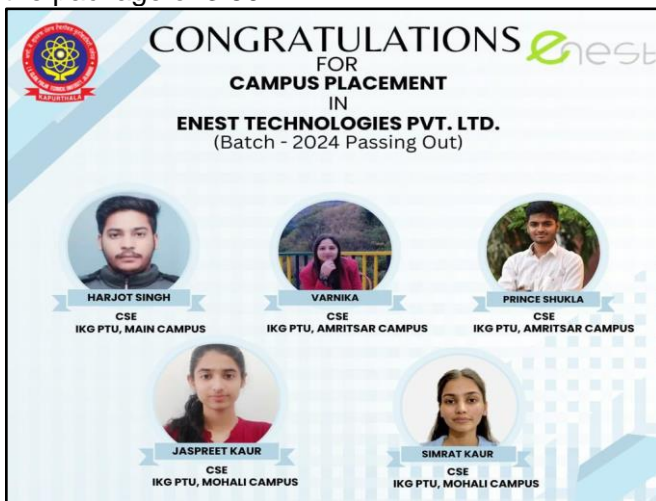 CONGRATULATIONS
enest
FOR
CAMPUS PLACEMENT
IN
ENEST TECHNOLOGIES PVT. LTD.
(Batch - 2024 Passing Out)
KAPURTHALA
HARJOT SINGH
CSE
IKG PTU, MAIN CAMPUS
VARNIKA
CSE
IKG PTU, AMRITSAR CAMPUS
PRINCE SHUKLA
CSE
IKG PTU, AMRITSAR CAMPUS
JASPREET KAUR
CSE
IKG PTU, MOHALI CAMPUS
SIMRAT KAUR
CSE
IKG PTU, MOHALI CAMPUS